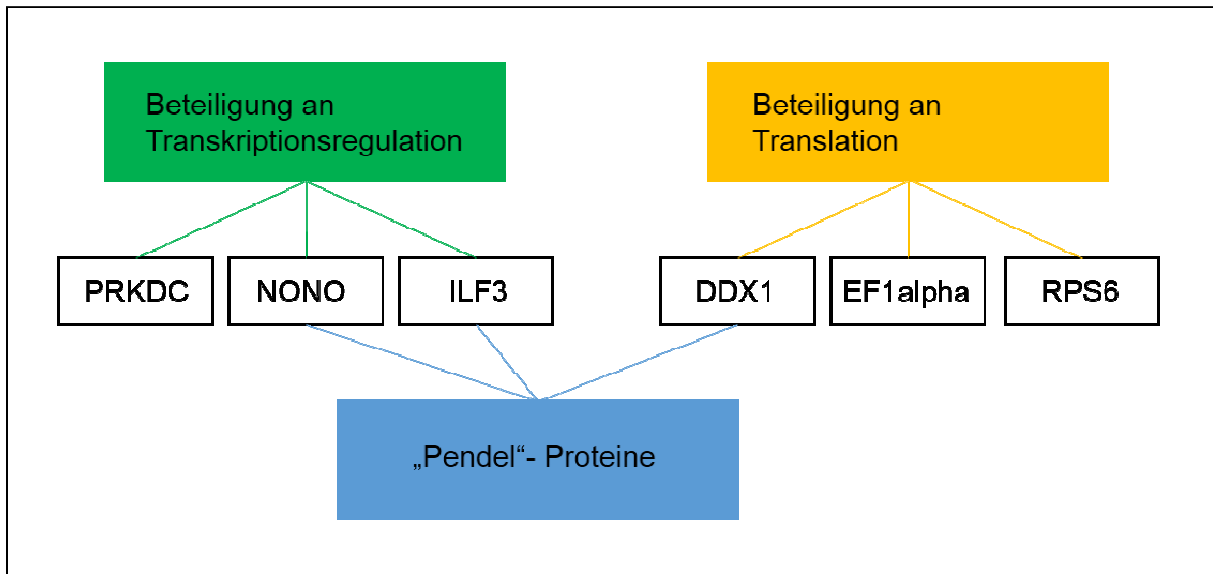 Beteiligung an
Transkriptionsregulation
Beteiligung an
Translation
PRKDC
NONO
ILF3
DDX1
EF1alpha
RPS6
„Pendel“- Proteine